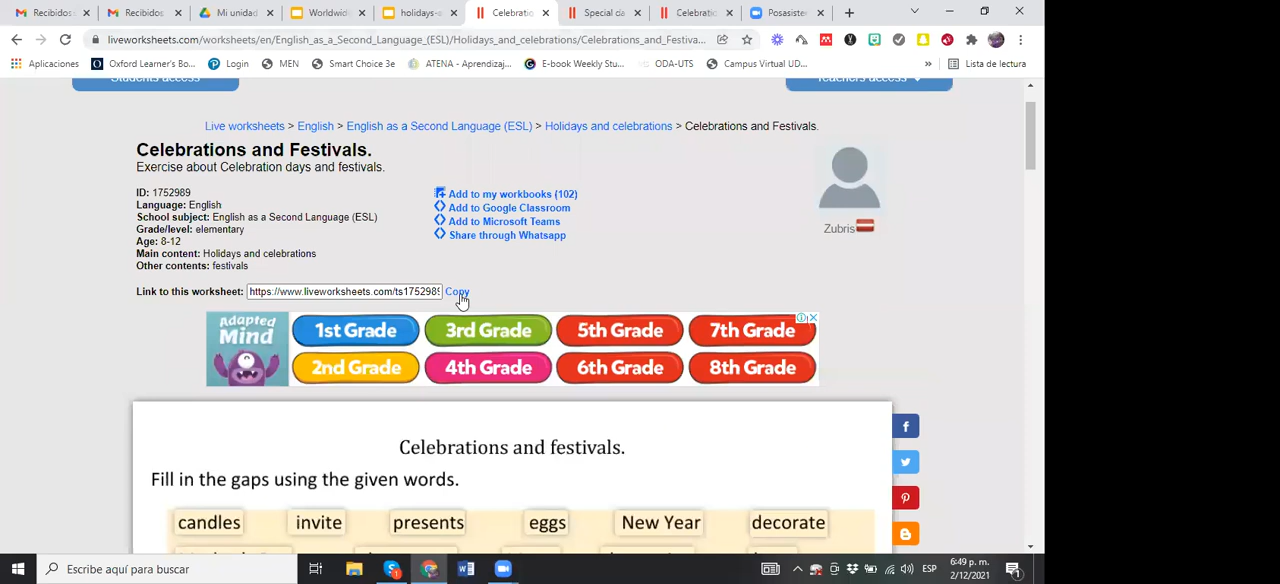 Recibidos
Recibidos
Mi unidad
Worldwid
holidays-a
Celebratio
Special da
Celebratio
Posasiste
liveworksheets.com/worksheets/en/English_as_a_Second_Language_(ESL)/Holidays_and_celebrations/Celebrations_and_Festiva...
Aplicaciones
Oxford Learner's Bo...
Login
MEN
Smart Choice 3e
ATENA - Aprendizaj...
E-book Weekly Stu...
ODA-UTS
Campus Virtual UD...
»
Lista de lectura
Students access
Teachers access
Live worksheets > English > English as a Second Language (ESL) > Holidays and celebrations > Celebrations and Festivals.
Celebrations and Festivals.
Exercise about Celebration days and festivals.
ID: 1752989
Language: English
School subject: English as a Second Language (ESL)
Grade/level: elementary
Age: 8-12
Main content: Holidays and celebrations
Other contents: festivals
Add to my workbooks (102)
Add to Google Classroom
Add to Microsoft Teams
Share through Whatsapp
Zubris
Link to this worksheet: https://www.liveworksheets.com/ts1752989 Copy
Adapted Mind
1st Grade 3rd Grade 5th Grade 7th Grade
2nd Grade 4th Grade 6th Grade 8th Grade
Celebrations and festivals.
Fill in the gaps using the given words.
candles invite presents eggs New Year decorate
Escribe aquí para buscar
ESP
6:49 p. m.
2/12/2021